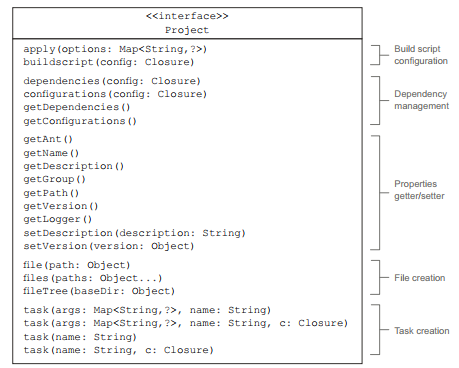 <<interface>>
Project
apply(options: Map<String,?>)
buildscript(config: Closure)
Build script
configuration
dependencies(config: Closure)
configurations(config: Closure)
getDependencies()
getConfigurations()
Dependency
management
getAnt()
getName()
getDescription()
getGroup()
getPath()
getVersion()
getLogger()
setDescription(description: String)
setVersion(version: Object)
Properties
getter/setter
file(path: Object)
files(paths: Object...)
fileTree(baseDir: Object)
File creation
task(args: Map<String,?>, name: String)
task(args: Map<String,?>, name: String, c: Closure)
task(name: String)
task(name: String, c: Closure)
Task creation